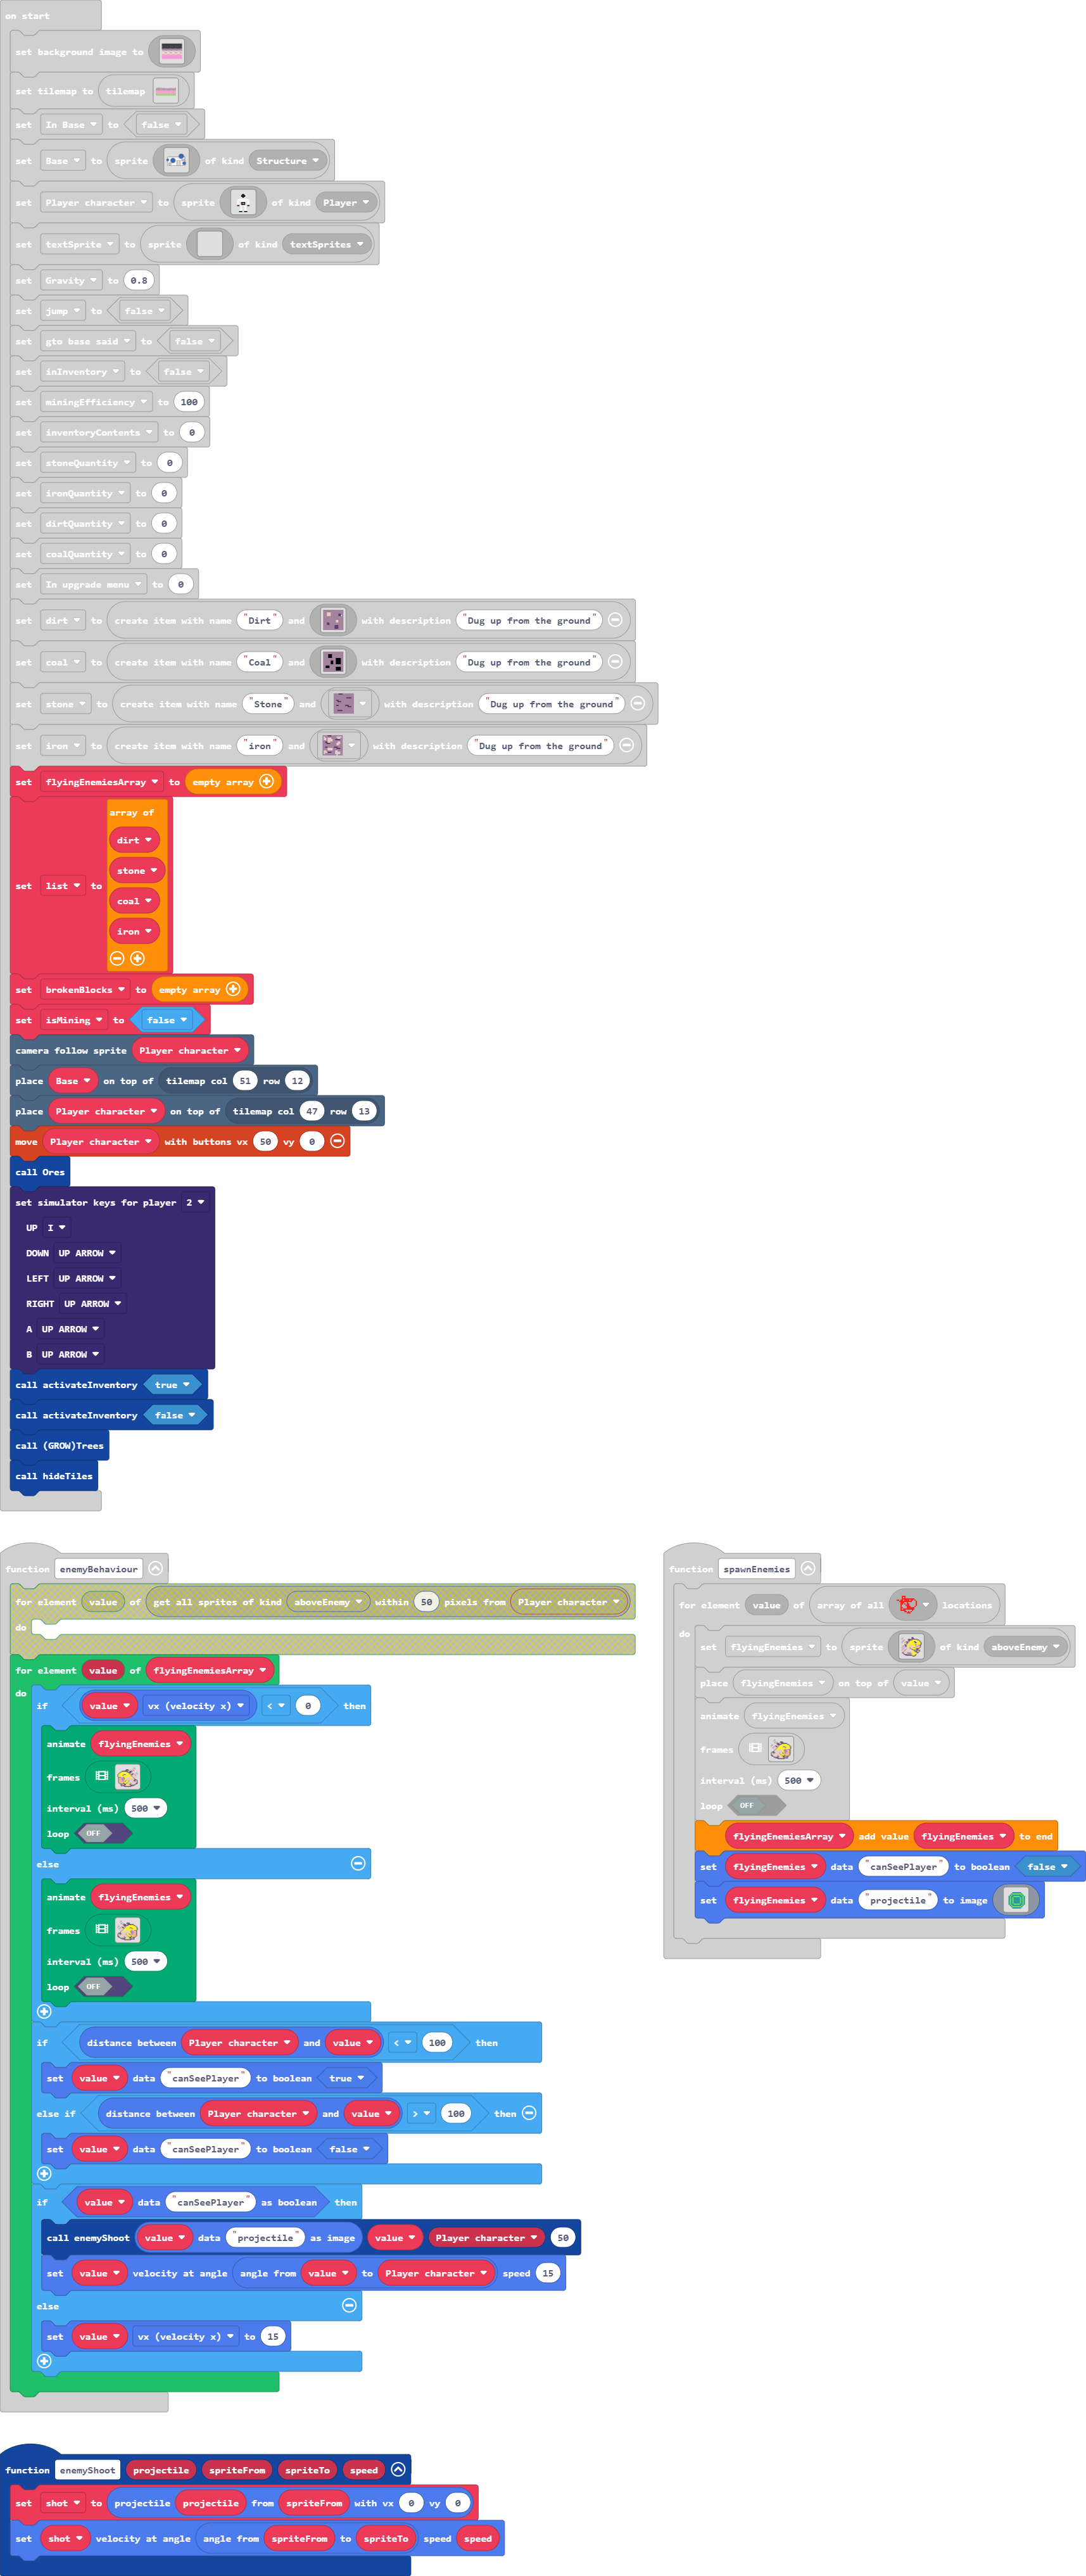 on start
set background image to
set tilemap to tilemap
set In Base to false
set Base to sprite of kind Structure
set Player character to sprite of kind Player
set textSprite to sprite of kind textSprites
set Gravity to 0.8
set jump to false
set gto base said to false
set inInventory to false
set miningEfficiency to 100
set inventoryContents to 0
set stoneQuantity to 0
set ironQuantity to 0
set dirtQuantity to 0
set coalQuantity to 0
set In upgrade menu to 0
set dirt to create item with name "Dirt" and with description "Dug up from the ground"
set coal to create item with name "Coal" and with description "Dug up from the ground"
set stone to create item with name "Stone" and with description "Dug up from the ground"
set iron to create item with name "iron" and with description "Dug up from the ground"
set flyingEnemiesArray to empty array
array of
dirt
stone
set list to
coal
iron
set brokenBlocks to empty array
set isMining to false
camera follow sprite Player character
place Base on top of tilemap col 51 row 12
place Player character on top of tilemap col 47 row 13
move Player character with buttons vx 50 vy 0
call Ores
set simulator keys for player 2
UP I
DOWN UP ARROW
LEFT UP ARROW
RIGHT UP ARROW
A UP ARROW
B UP ARROW
call activateInventory true
call activateInventory false
call (GROW)Trees
call hideTiles
function enemyBehaviour
for element value of get all sprites of kind aboveEnemy within 50 pixels from Player character
do
for element value of flyingEnemiesArray
do
if value vx (velocity x) < 0 then
animate flyingEnemies
frames
interval (ms) 500
loop OFF
else
animate flyingEnemies
frames
interval (ms) 500
loop OFF
if distance between Player character and value < 100 then
set value data "canSeePlayer" to boolean true
else if distance between Player character and value > 100 then
set value data "canSeePlayer" to boolean false
if value data "canSeePlayer" as boolean then
call enemyShoot value data "projectile" as image value Player character 50
set value velocity at angle angle from value to Player character speed 15
else
set value vx (velocity x) to 15
function spawnEnemies
for element value of array of all locations
do
set flyingEnemies to sprite of kind aboveEnemy
place flyingEnemies on top of value
animate flyingEnemies
frames
interval (ms) 500
loop OFF
flyingEnemiesArray add value flyingEnemies to end
set flyingEnemies data "canSeePlayer" to boolean false
set flyingEnemies data "projectile" to image
function enemyShoot projectile spriteFrom spriteTo speed
set shot to projectile projectile from spriteFrom with vx 0 vy 0
set shot velocity at angle angle from spriteFrom to spriteTo speed speed